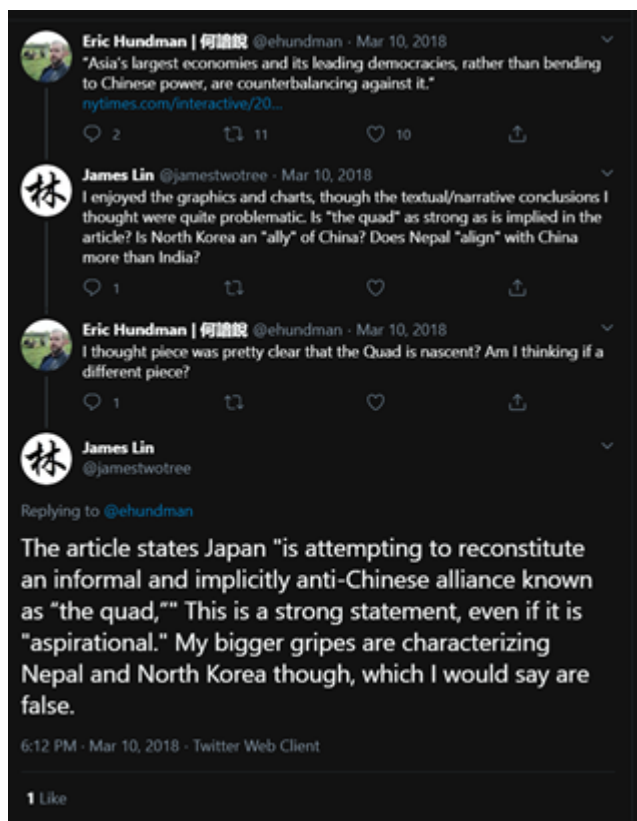 Eric Hundman | 何諳銳 @ehundman · Mar 10, 2018
"Asia's largest economies and its leading democracies, rather than bending
to Chinese power, are counterbalancing against it."
nytimes.com/interactive/20...
2 11 10
林
James Lin @jamestwotree · Mar 10, 2018
I enjoyed the graphics and charts, though the textual/narrative conclusions I
thought were quite problematic. Is "the quad" as strong as is implied in the
article? Is North Korea an "ally" of China? Does Nepal "align" with China
more than India?
1
Eric Hundman | 何諳銳 @ehundman · Mar 10, 2018
I thought piece was pretty clear that the Quad is nascent? Am I thinking if a
different piece?
1
林
James Lin
@jamestwotree
Replying to @ehundman
The article states Japan "is attempting to reconstitute
an informal and implicitly anti-Chinese alliance known
as “the quad,”" This is a strong statement, even if it is
"aspirational." My bigger gripes are characterizing
Nepal and North Korea though, which I would say are
false.
6:12 PM · Mar 10, 2018 · Twitter Web Client
1 Like